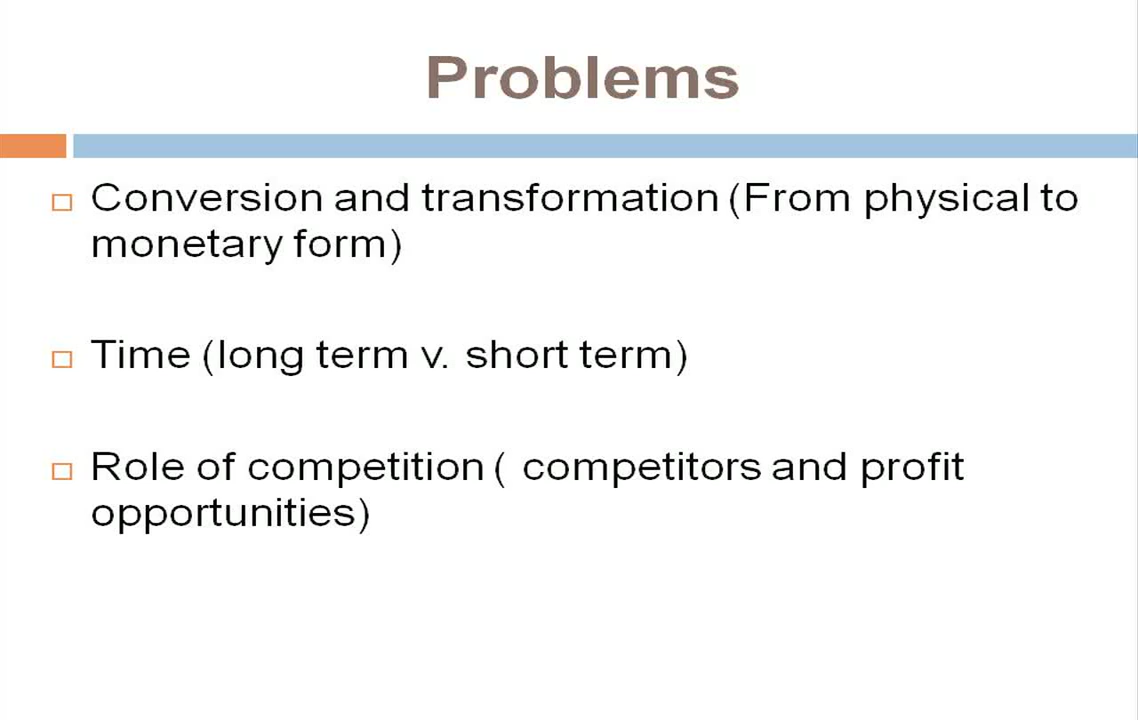 Problems
Conversion and transformation (From physical to
monetary form)
Time (long term v. short term)
Role of competition ( competitors and profit
opportunities)